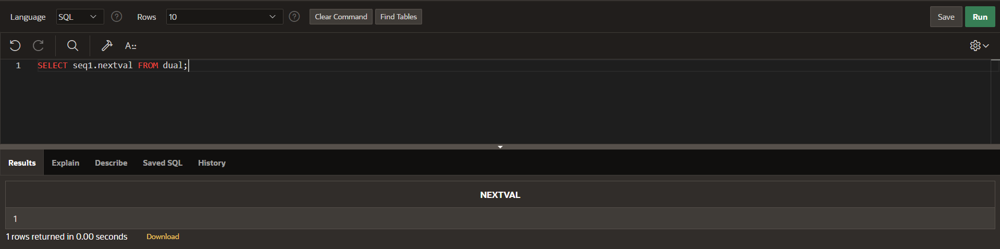 Language SQL ? Rows 10 ? Clear Command Find Tables Save Run
A::
1 SELECT seq1.nextval FROM dual;
Results Explain Describe Saved SQL History
NEXTVAL
1
1 rows returned in 0.00 seconds Download